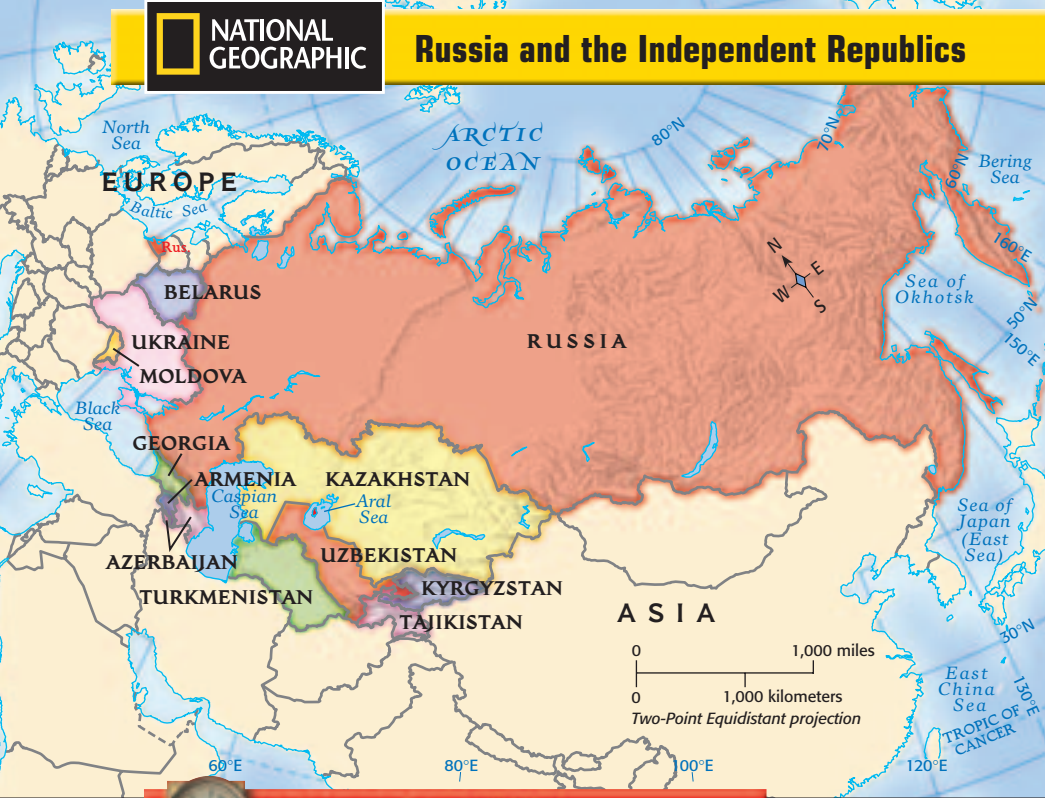 NATIONAL
GEOGRAPHIC
Russia and the Independent Republics
North
Sea
ARCTIC
OCEAN
80°N
70°N
60°N
Bering
Sea
EUROPE
Baltic Sea
Rus.
160°E
N
E
W
S
Sea of
Okhotsk
50°N
150°E
BELARUS
UKRAINE
RUSSIA
MOLDOVA
Black
Sea
GEORGIA
ARMENIA
KAZAKHSTAN
Caspian
Sea
Aral
Sea
Sea of
Japan
(East
Sea)
AZERBAIJAN
UZBEKISTAN
TURKMENISTAN
KYRGYZSTAN
TAJIKISTAN
ASIA
30°N
0
1,000 miles
0
1,000 kilometers
Two-Point Equidistant projection
East
China
Sea
130°E
TROPIC OF
CANCER
60°E
80°E
100°E
120°E